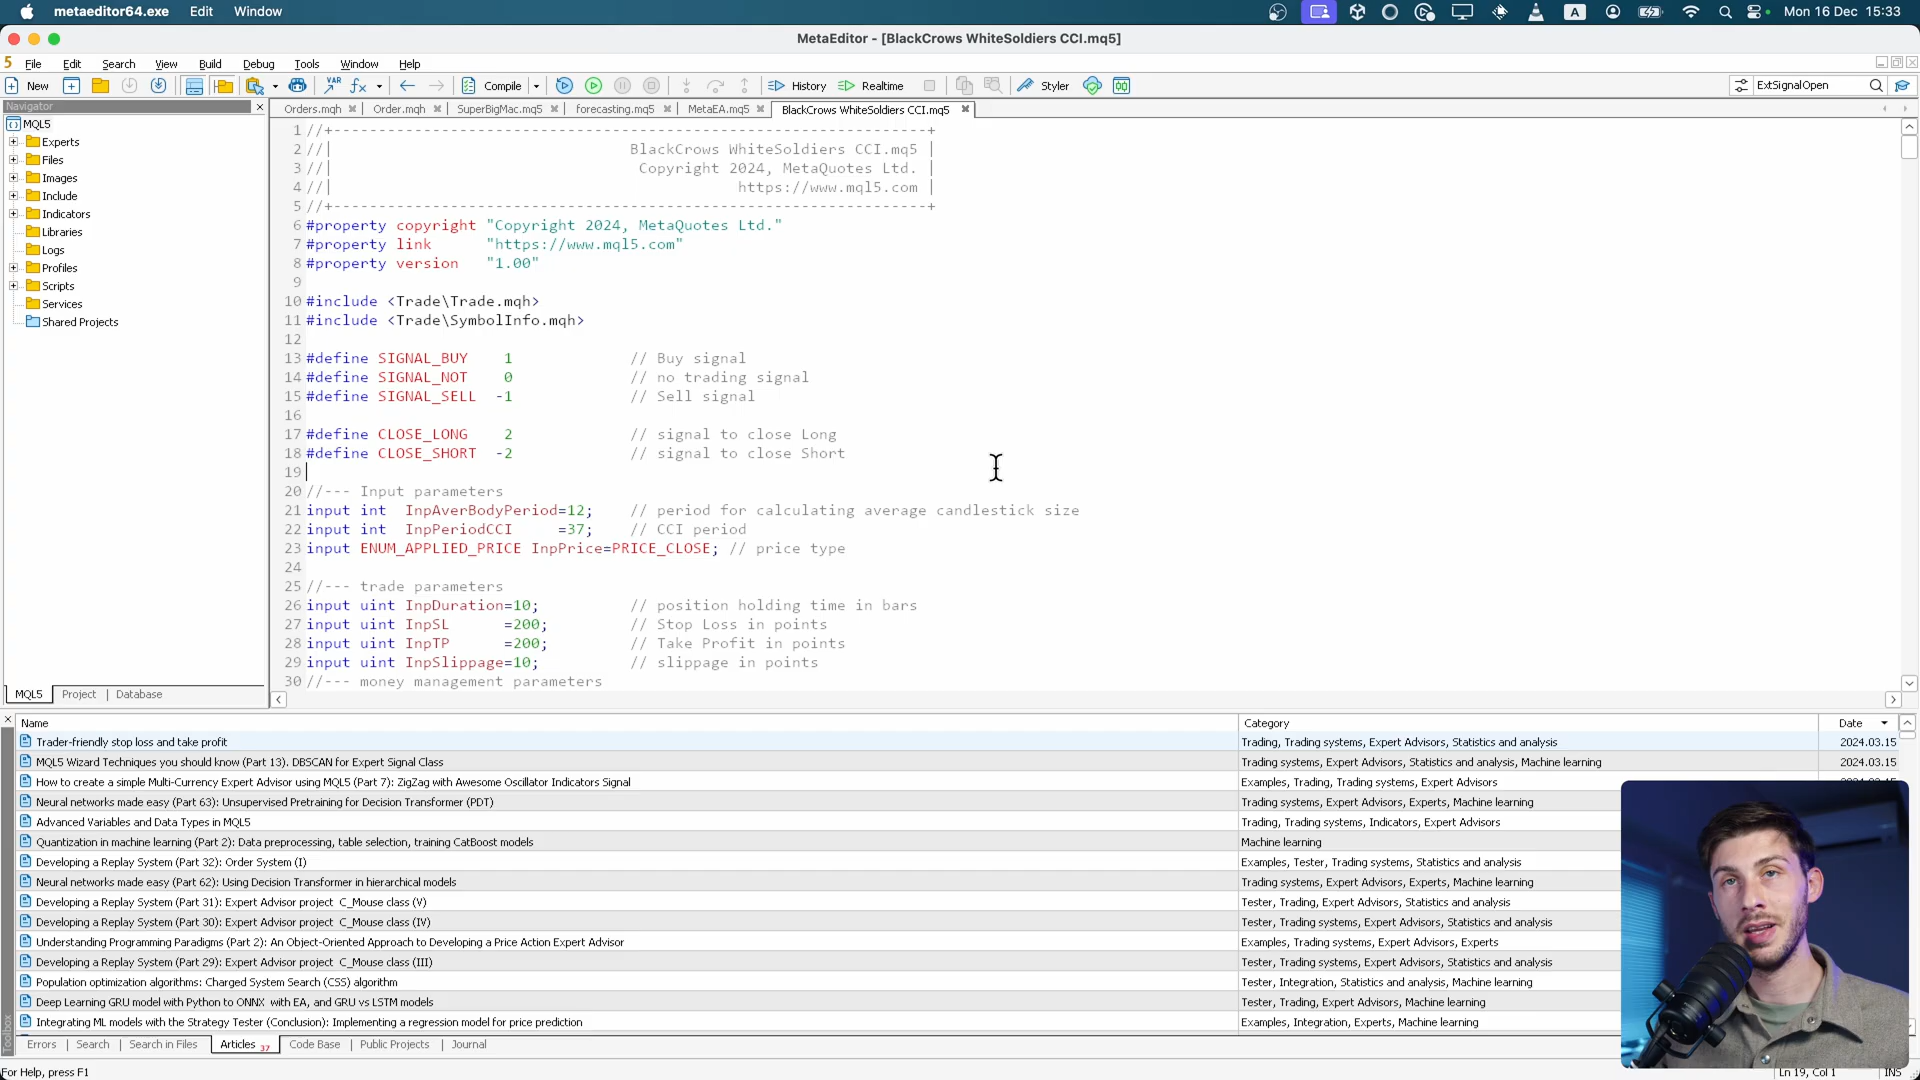 metaeditor64.exe Edit Window
A Mon 16 Dec 15:33
MetaEditor - [BlackCrows WhiteSoldiers CCI.mq5]
5 File Edit Search View Build Debug Tools Window Help
New VAR fx Compile History Realtime Styler ExtSignalOpen
Navigator
Orders.mqh Order.mqh SuperBigMac.mq5 forecasting.mq5 MetaEA.mq5 BlackCrows WhiteSoldiers CCI.mq5
MQL5
Experts
Files
Images
Include
Indicators
Libraries
Logs
Profiles
Scripts
Services
Shared Projects
MQL5 Project Database
1 //+------------------------------------------------------------------+
2 //| BlackCrows WhiteSoldiers CCI.mq5 |
3 //| Copyright 2024, MetaQuotes Ltd. |
4 //| https://www.mql5.com |
5 //+------------------------------------------------------------------+
6 #property copyright "Copyright 2024, MetaQuotes Ltd."
7 #property link "https://www.mql5.com"
8 #property version "1.00"
9
10 #include <Trade\Trade.mqh>
11 #include <Trade\SymbolInfo.mqh>
12
13 #define SIGNAL_BUY 1 // Buy signal
14 #define SIGNAL_NOT 0 // no trading signal
15 #define SIGNAL_SELL -1 // Sell signal
16
17 #define CLOSE_LONG 2 // signal to close Long
18 #define CLOSE_SHORT -2 // signal to close Short
19
20 //--- Input parameters
21 input int InpAverBodyPeriod=12; // period for calculating average candlestick size
22 input int InpPeriodCCI =37; // CCI period
23 input ENUM_APPLIED_PRICE InpPrice=PRICE_CLOSE; // price type
24
25 //--- trade parameters
26 input uint InpDuration=10; // position holding time in bars
27 input uint InpSL =200; // Stop Loss in points
28 input uint InpTP =200; // Take Profit in points
29 input uint InpSlippage=10; // slippage in points
30 //--- money management parameters
Name Category Date
Trader-friendly stop loss and take profit Trading, Trading systems, Expert Advisors, Statistics and analysis 2024.03.15
MQL5 Wizard Techniques you should know (Part 13). DBSCAN for Expert Signal Class Trading systems, Expert Advisors, Statistics and analysis, Machine learning 2024.03.15
How to create a simple Multi-Currency Expert Advisor using MQL5 (Part 7): ZigZag with Awesome Oscillator Indicators Signal Examples, Trading, Trading systems, Expert Advisors
Neural networks made easy (Part 63): Unsupervised Pretraining for Decision Transformer (PDT) Trading systems, Expert Advisors, Experts, Machine learning
Advanced Variables and Data Types in MQL5 Trading, Trading systems, Indicators, Expert Advisors
Quantization in machine learning (Part 2): Data preprocessing, table selection, training CatBoost models Machine learning
Developing a Replay System (Part 32): Order System (I) Examples, Tester, Trading systems, Statistics and analysis
Neural networks made easy (Part 62): Using Decision Transformer in hierarchical models Trading systems, Expert Advisors, Experts, Machine learning
Developing a Replay System (Part 31): Expert Advisor project C_Mouse class (V) Tester, Trading, Expert Advisors, Statistics and analysis
Developing a Replay System (Part 30): Expert Advisor project C_Mouse class (IV) Tester, Trading systems, Expert Advisors, Statistics and analysis
Understanding Programming Paradigms (Part 2): An Object-Oriented Approach to Developing a Price Action Expert Advisor Examples, Trading systems, Expert Advisors, Experts
Developing a Replay System (Part 29): Expert Advisor project C_Mouse class (III) Tester, Trading systems, Expert Advisors, Statistics and analysis
Population optimization algorithms: Charged System Search (CSS) algorithm Tester, Integration, Statistics and analysis, Machine learning
Deep Learning GRU model with Python to ONNX with EA, and GRU vs LSTM models Tester, Trading, Expert Advisors, Machine learning
Integrating ML models with the Strategy Tester (Conclusion): Implementing a regression model for price prediction Examples, Integration, Experts, Machine learning
Toolbox
Errors Search Search in Files Articles 37 Code Base Public Projects Journal
For Help, press F1 Ln 19, Col 1 INS